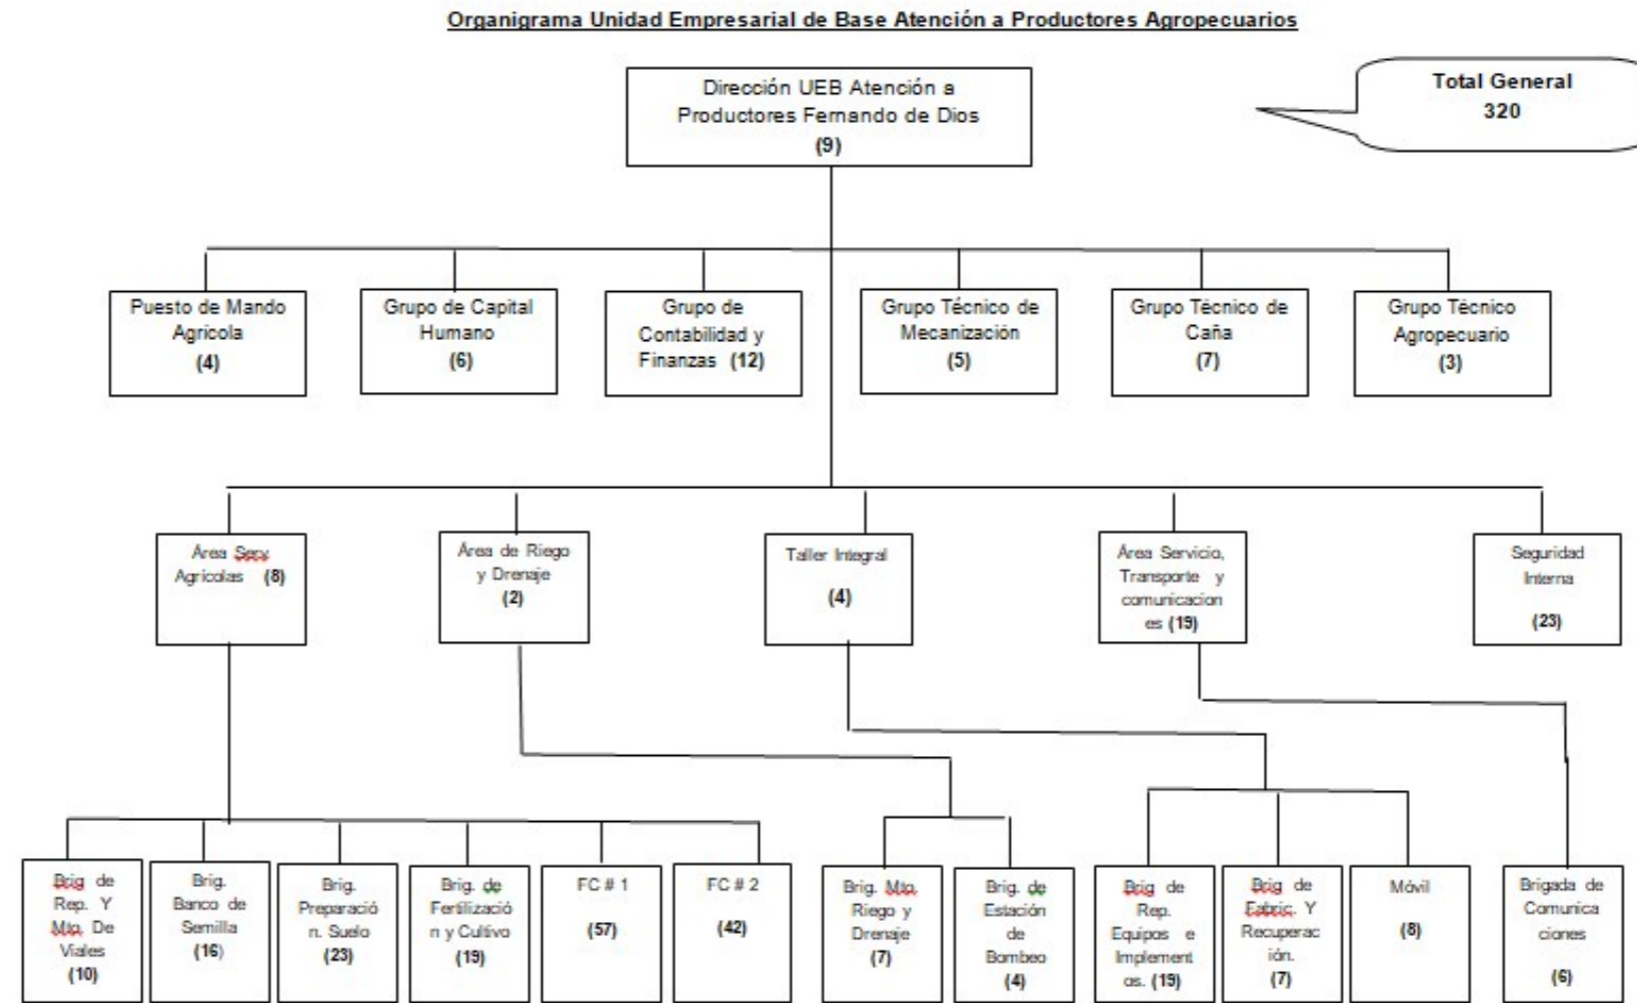 Organigrama Unidad Empresarial de Base Atención a Productores Agropecuarios
Total General
320
Dirección UEB Atención a
Productores Fernando de Dios
(9)
Puesto de Mando
Agrícola
(4)
Grupo de Capital
Humano
(6)
Grupo de
Contabilidad y
Finanzas (12)
Grupo Técnico de
Mecanización
(5)
Grupo Técnico de
Caña
(7)
Grupo Técnico
Agropecuario
(3)
Área Serv
Agrícolas (8)
Área de Riego
y Drenaje
(2)
Taller Integral
(4)
Área Servicio,
Transporte y
comunicacion
es (19)
Seguridad
Interna
(23)
Brig de
Rep. Y
Mto. De
Viales
(10)
Brig.
Banco de
Semilla
(16)
Brig.
Preparació
n. Suelo
(23)
Brig. de
Fertilizació
n y Cultivo
(19)
FC # 1
(57)
FC # 2
(42)
Brig. Mto.
Riego y
Drenaje
(7)
Brig. de
Estación
de
Bombeo
(4)
Brig de
Rep.
Equipos e
Implement
os. (19)
Brig de
Fabric. Y
Recuperac
ión.
(7)
Móvil
(8)
Brigada de
Comunica
ciones
(6)